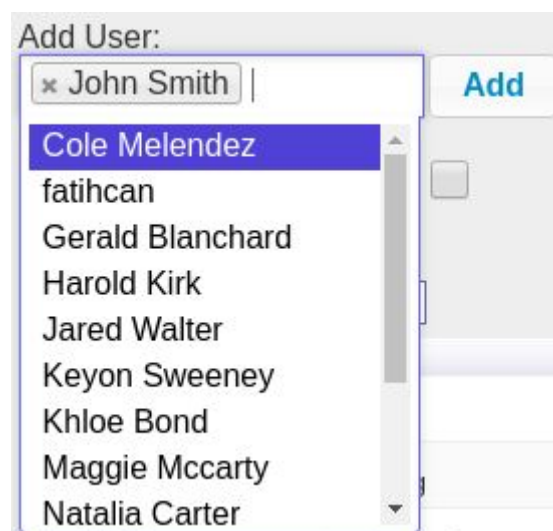 Add User:
× John Smith Add
Cole Melendez
fatihcan
Gerald Blanchard
Harold Kirk
Jared Walter
Keyon Sweeney
Khloe Bond
Maggie Mccarty
Natalia Carter